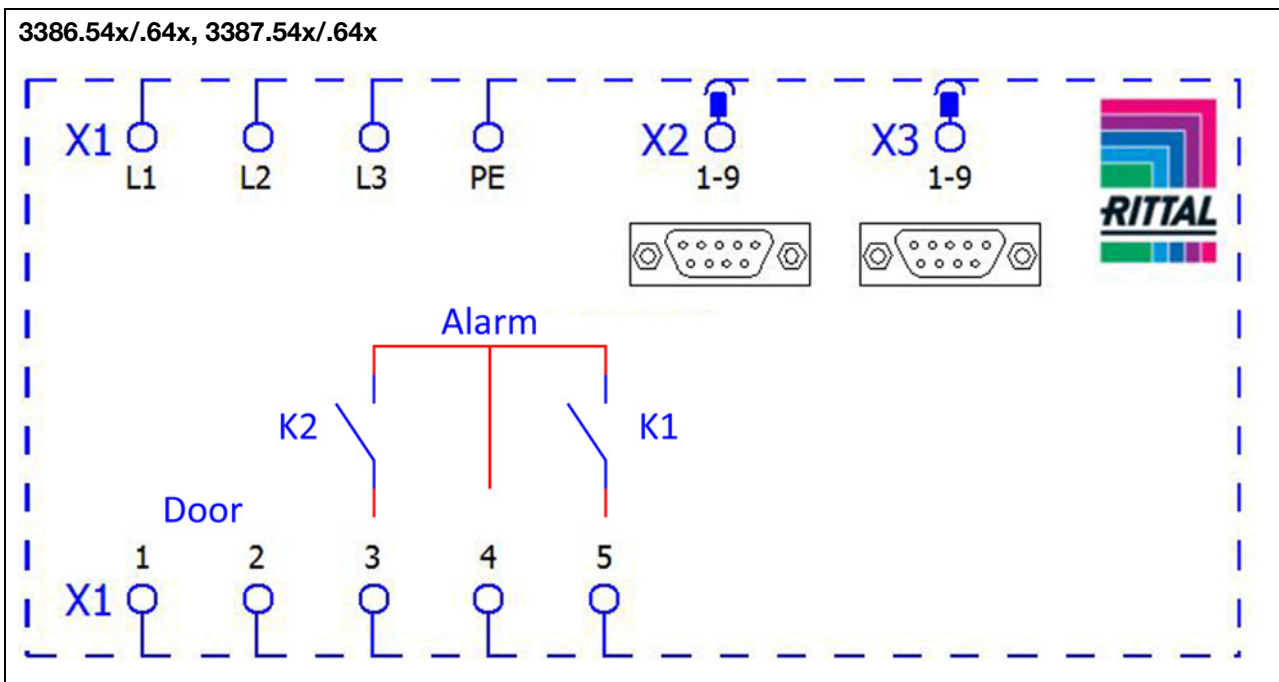 3386.54x/.64x, 3387.54x/.64x
X1 X2 X3
L1 L2 L3 PE 1-9 1-9
RITTAL
Alarm
K2 K1
Door
1 2 3 4 5
X1